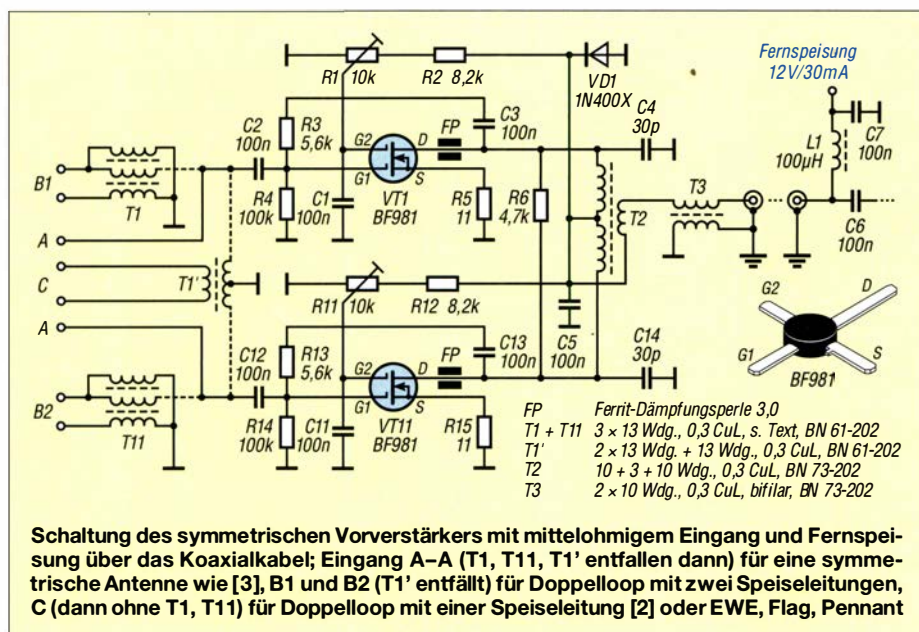 R1 10k
R2 8,2k
VD1
1N400X
Fernspeisung
12V/30mA
C2
100n
R3
5,6k
C3
100n
FP
C4
30p
C7
100n
L1
100µH
B1
T1
R4
100k
C1
100n
G2
D
G1
S
VT1
BF981
R5
11
R6
4,7k
T2
T3
C6
100n
A
C
T1'
A
R11 10k
R12 8,2k
C5
100n
G2
D
G1
S
BF981
C12
100n
R13
5,6k
C13
100n
FP
C14
30p
B2
T11
R14
100k
C11
100n
G2
D
G1
S
VT11
BF981
R15
11
FP Ferrit-Dämpfungsperle 3,0
T1 + T11 3 × 13 Wdg., 0,3 CuL, s. Text, BN 61-202
T1' 2 × 13 Wdg. + 13 Wdg., 0,3 CuL, BN 61-202
T2 10 + 3 + 10 Wdg., 0,3 CuL, BN 73-202
T3 2 × 10 Wdg., 0,3 CuL, bifilar, BN 73-202
Schaltung des symmetrischen Vorverstärkers mit mittelohmigem Eingang und Fernspei-
sung über das Koaxialkabel; Eingang A–A (T1, T11, T1' entfallen dann) für eine symme-
trische Antenne wie [3], B1 und B2 (T1' entfällt) für Doppelloop mit zwei Speiseleitungen,
C (dann ohne T1, T11) für Doppelloop mit einer Speiseleitung [2] oder EWE, Flag, Pennant